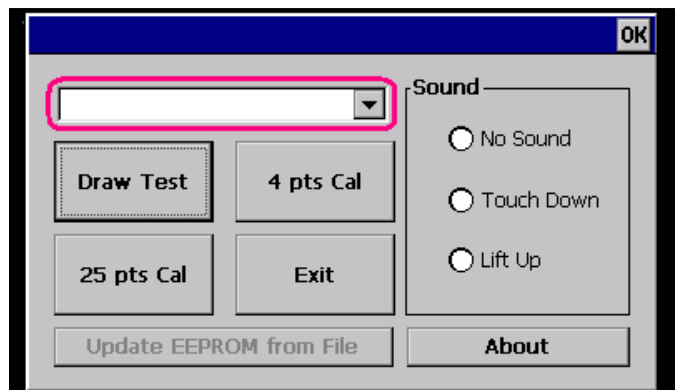 OK
Sound
No Sound
Draw Test
4 pts Cal
Touch Down
25 pts Cal
Exit
Lift Up
Update EEPROM from File
About